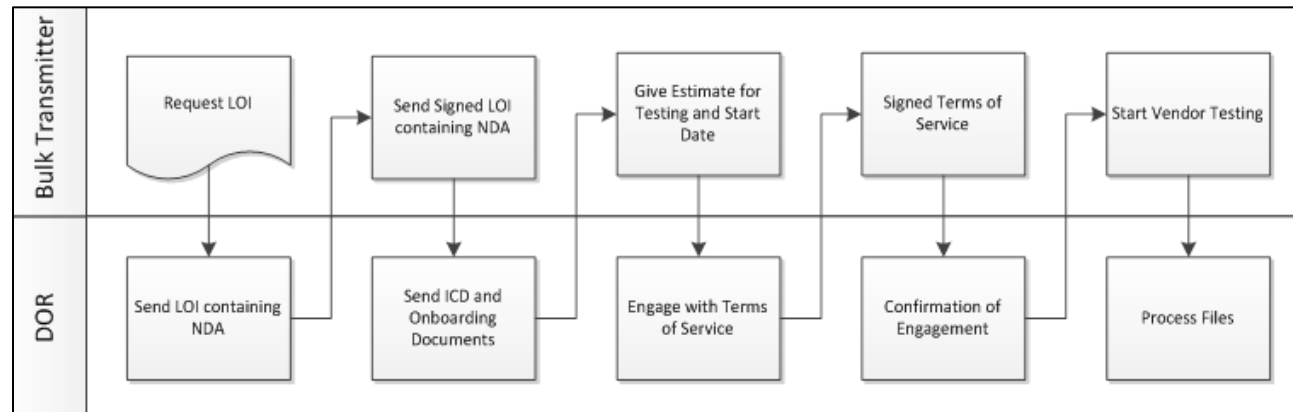 Bulk Transmitter
Request LOI
Send Signed LOI
containing NDA
Give Estimate for
Testing and Start
Date
Signed Terms of
Service
Start Vendor Testing
DOR
Send LOI containing
NDA
Send ICD and
Onboarding
Documents
Engage with Terms
of Service
Confirmation of
Engagement
Process Files